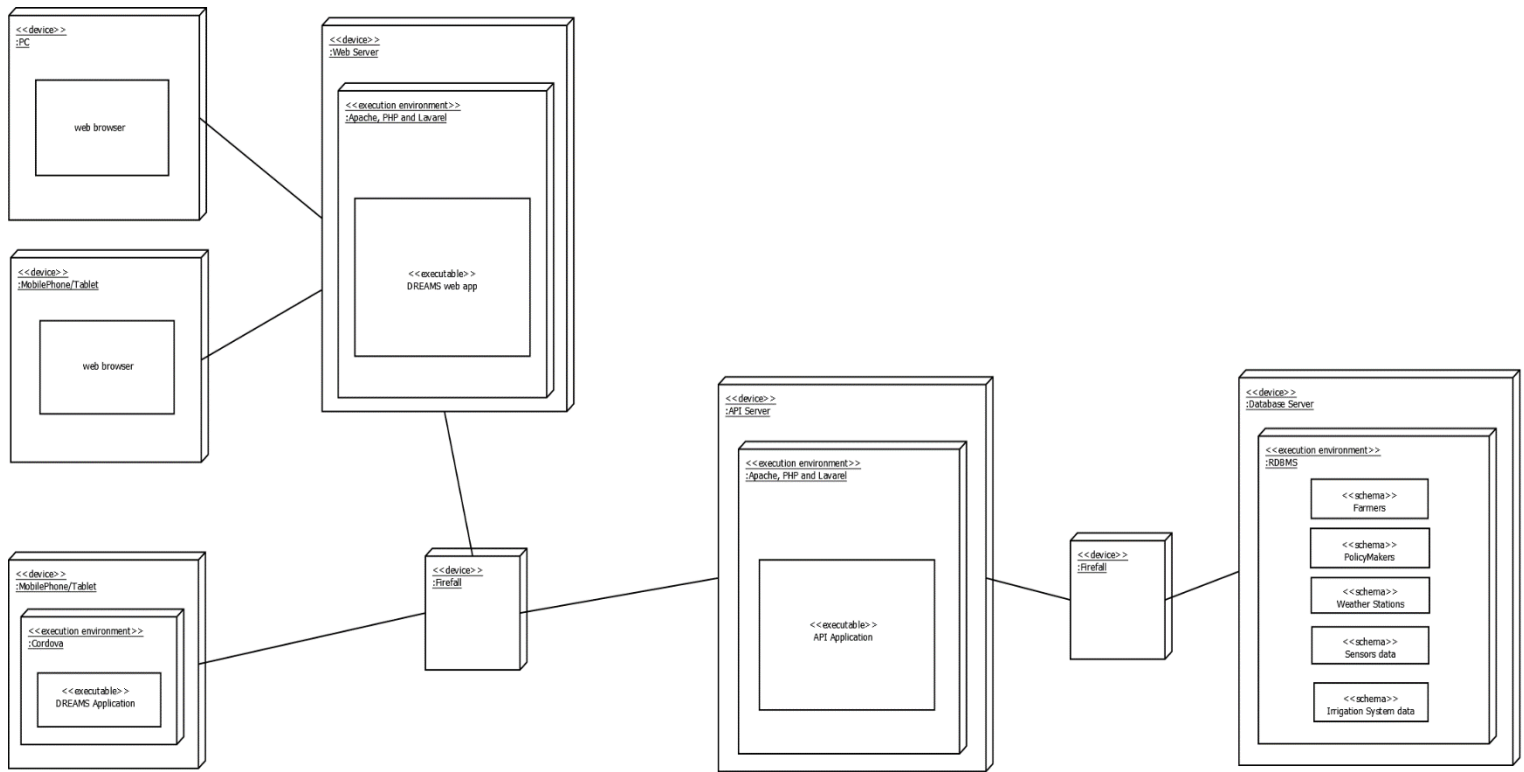 <<device>>
:PC
web browser
<<device>>
:Web Server
<<execution environment>>
:Apache, PHP and Lavarel
<<executable>>
DREAMS web app
<<device>>
:MobilePhone/Tablet
web browser
<<device>>
:MobilePhone/Tablet
<<execution environment>>
:Cordova
<<executable>>
DREAMS Application
<<device>>
:Firefall
<<device>>
:API Server
<<execution environment>>
:Apache, PHP and Lavarel
<<executable>>
API Application
<<device>>
:Firefall
<<device>>
:Database Server
<<execution environment>>
:RDBMS
<<schema>>
Farmers
<<schema>>
PolicyMakers
<<schema>>
Weather Stations
<<schema>>
Sensors data
<<schema>>
Irrigation System data